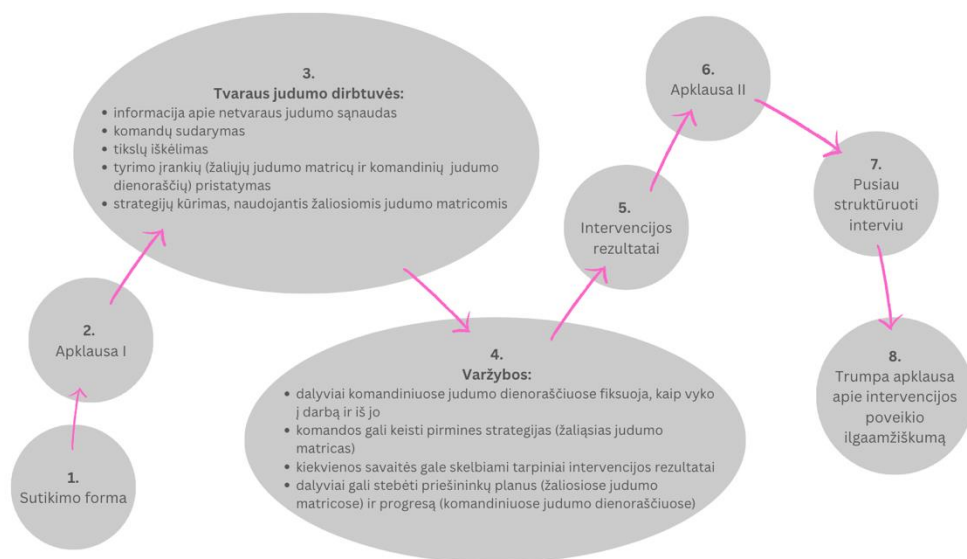 1.
Sutikimo forma
2.
Apklausa I
3.
Tvaraus judumo dirbtuvės:
• informacija apie netvaraus judumo sąnaudas
• komandų sudarymas
• tikslų iškėlimas
• tyrimo įrankių (žaliųjų judumo matricų ir komandinių judumo
dienoraščių) pristatymas
• strategijų kūrimas, naudojantis žaliosiomis judumo matricomis
4.
Varžybos:
• dalyviai komandiniuose judumo dienoraščiuose fiksuoja, kaip vyko
į darbą ir iš jo
• komandos gali keisti pirmines strategijas (žaliąsias judumo
matricas)
• kiekvienos savaitės gale skelbiami tarpiniai intervencijos rezultatai
• dalyviai gali stebėti priešininkų planus (žaliosiose judumo
matricose) ir progresą (komandiniuose judumo dienoraščiuose)
5.
Intervencijos
rezultatai
6.
Apklausa II
7.
Pusiau
struktūruoti
interviu
8.
Trumpa apklausa
apie intervencijos
poveikio
ilgaamžiškumą